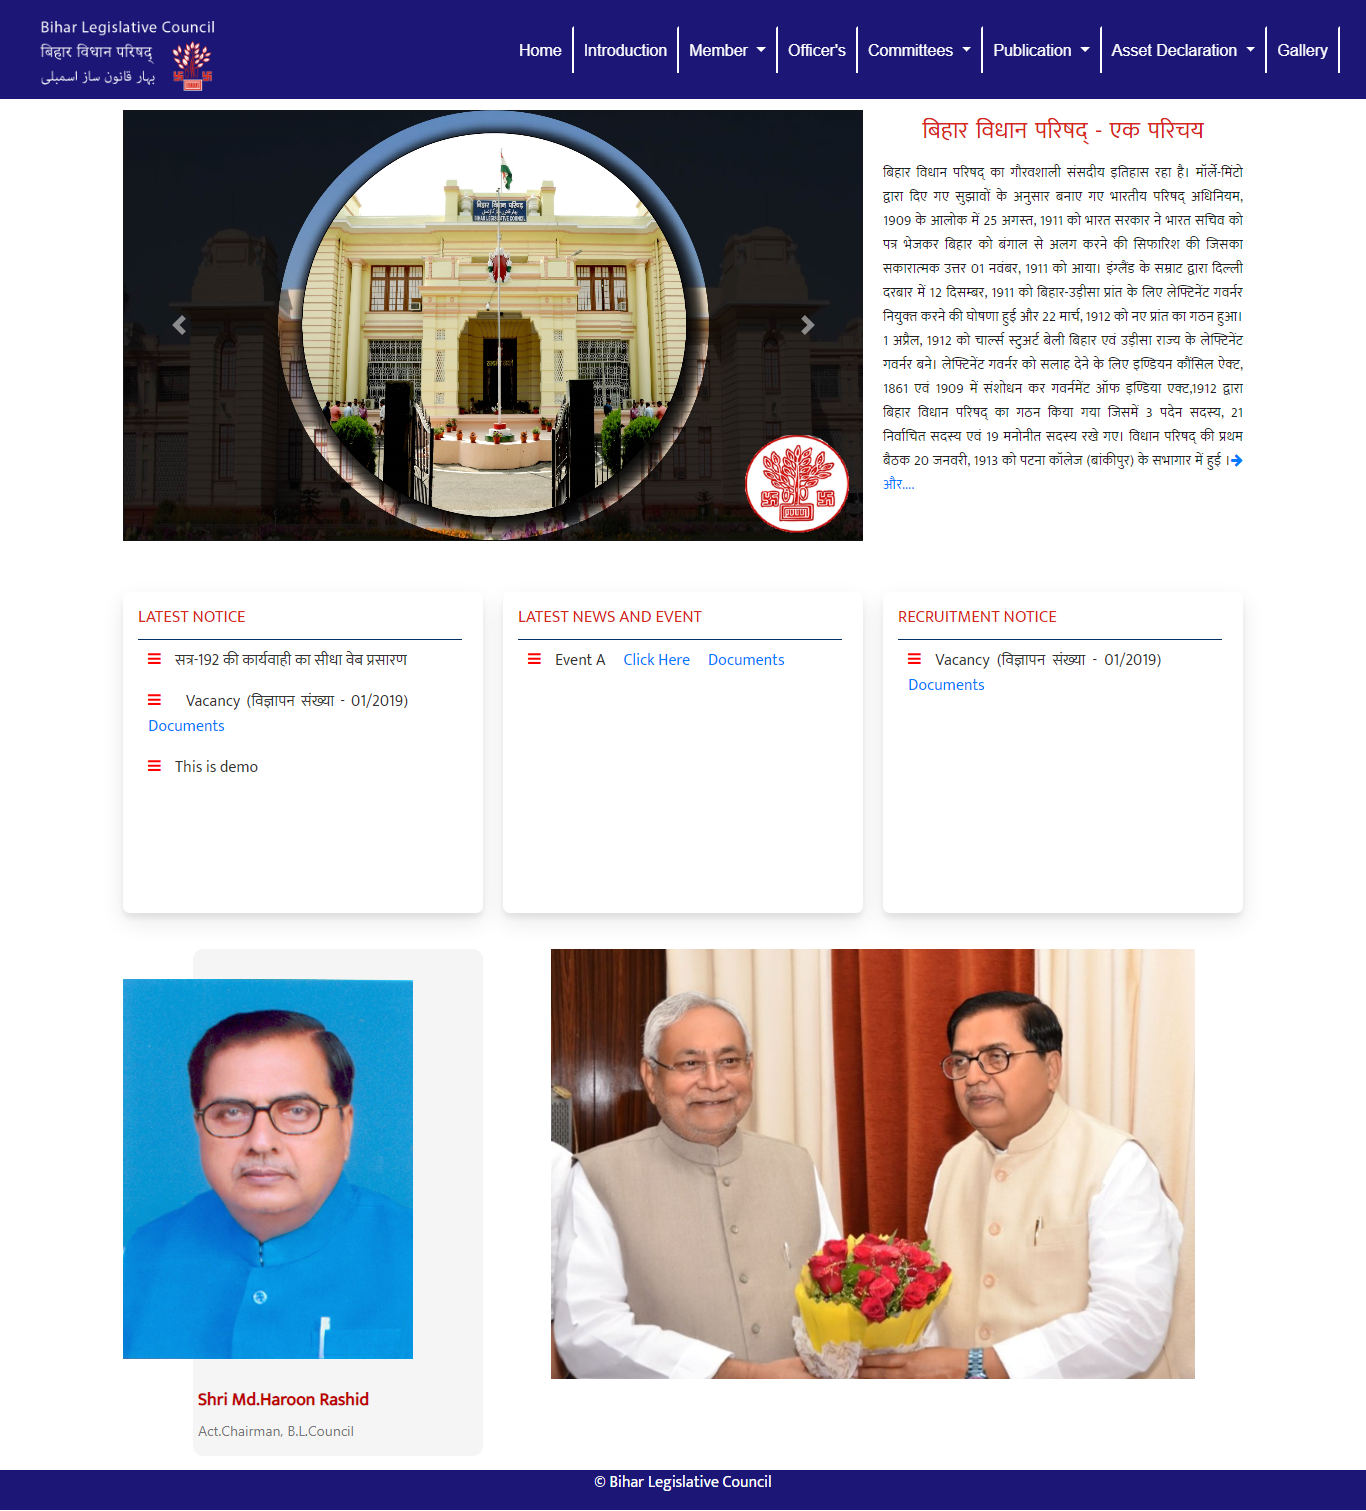 Bihar Legislative Council
बिहार विधान परिषद्
بہار قانون ساز اسمبلی
Home
Introduction
Member
Officer's
Committees
Publication
Asset Declaration
Gallery
बिहार विधान परिषद्
BIHAR LEGISLATIVE COUNCIL
बिहार विधान परिषद् - एक परिचय
बिहार विधान परिषद् का गौरवशाली संसदीय इतिहास रहा है। मॉर्ले-मिंटो
द्वारा दिए गए सुझावों के अनुसार बनाए गए भारतीय परिषद् अधिनियम,
1909 के आलोक में 25 अगस्त, 1911 को भारत सरकार ने भारत सचिव को
पत्र भेजकर बिहार को बंगाल से अलग करने की सिफारिश की जिसका
सकारात्मक उत्तर 01 नवंबर, 1911 को आया। इंग्लैंड के सम्राट द्वारा दिल्ली
दरबार में 12 दिसम्बर, 1911 को बिहार-उड़ीसा प्रांत के लिए लेफ्टिनेंट गवर्नर
नियुक्त करने की घोषणा हुई और 22 मार्च, 1912 को नए प्रांत का गठन हुआ।
1 अप्रैल, 1912 को चार्ल्स स्टुअर्ट बेली बिहार एवं उड़ीसा राज्य के लेफ्टिनेंट
गवर्नर बने। लेफ्टिनेंट गवर्नर को सलाह देने के लिए इण्डियन कौंसिल ऐक्ट,
1861 एवं 1909 में संशोधन कर गवर्नमेंट ऑफ इण्डिया एक्ट,1912 द्वारा
बिहार विधान परिषद् का गठन किया गया जिसमें 3 पदेन सदस्य, 21
निर्वाचित सदस्य एवं 19 मनोनीत सदस्य रखे गए। विधान परिषद् की प्रथम
बैठक 20 जनवरी, 1913 को पटना कॉलेज (बांकीपुर) के सभागार में हुई ।
और....
LATEST NOTICE
सत्र-192 की कार्यवाही का सीधा वेब प्रसारण
Vacancy (विज्ञापन संख्या - 01/2019)
Documents
This is demo
LATEST NEWS AND EVENT
Event A Click Here Documents
RECRUITMENT NOTICE
Vacancy (विज्ञापन संख्या - 01/2019)
Documents
Shri Md.Haroon Rashid
Act.Chairman, B.L.Council
© Bihar Legislative Council